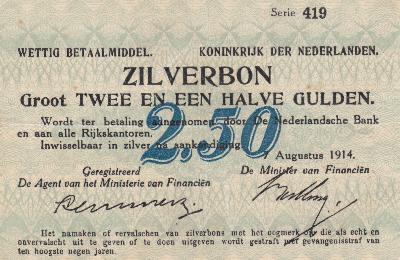 Serie 419
WETTIG BETAALMIDDEL. KONINKRIJK DER NEDERLANDEN.
ZILVERBON
Groot TWEE EN EEN HALVE GULDEN.
2.50
Wordt ter betaling aangenomen door De Nederlandsche Bank
en aan alle Rijkskantoren.
Inwisselbaar in zilver na aankondiging.
7 Augustus 1914.
Geregistreerd De Minister van Financiën
De Agent van het Ministerie van Financiën
Het namaken of vervalschen van zilverbons met het oogmerk op die als echt en
onvervalscht uit te geven of te doen uitgeven wordt gestraft met gevangenisstraf van
ten hoogste negen jaren.